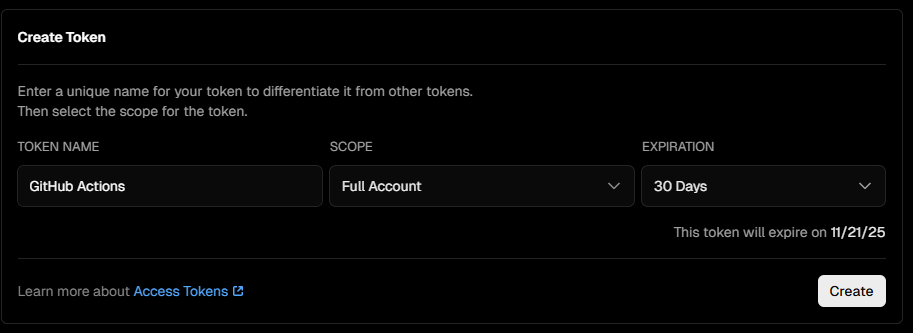 Create Token
Enter a unique name for your token to differentiate it from other tokens.
Then select the scope for the token.
TOKEN NAME
SCOPE
EXPIRATION
GitHub Actions
Full Account
30 Days
This token will expire on 11/21/25
Learn more about Access Tokens
Create